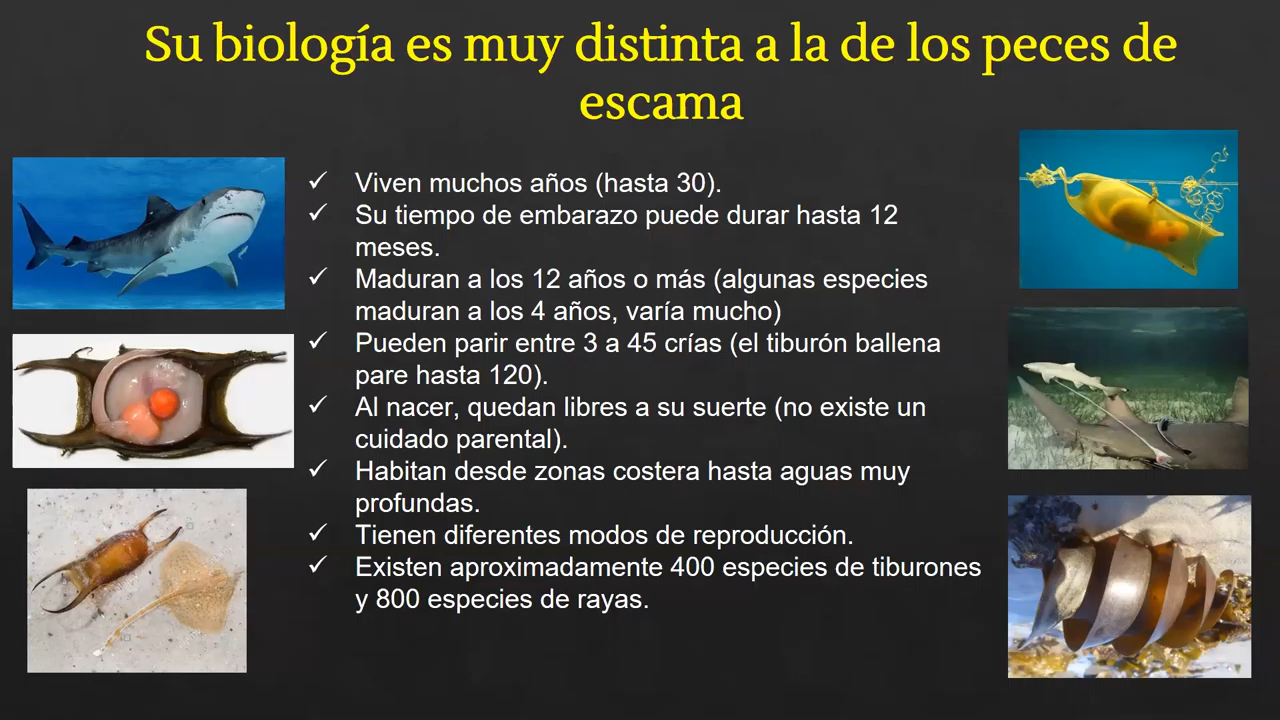 Su biología es muy distinta a la de los peces de
escama
✓ Viven muchos años (hasta 30).
✓ Su tiempo de embarazo puede durar hasta 12
meses.
✓ Maduran a los 12 años o más (algunas especies
maduran a los 4 años, varía mucho)
✓ Pueden parir entre 3 a 45 crías (el tiburón ballena
pare hasta 120).
✓ Al nacer, quedan libres a su suerte (no existe un
cuidado parental).
✓ Habitan desde zonas costera hasta aguas muy
profundas.
✓ Tienen diferentes modos de reproducción.
✓ Existen aproximadamente 400 especies de tiburones
y 800 especies de rayas.